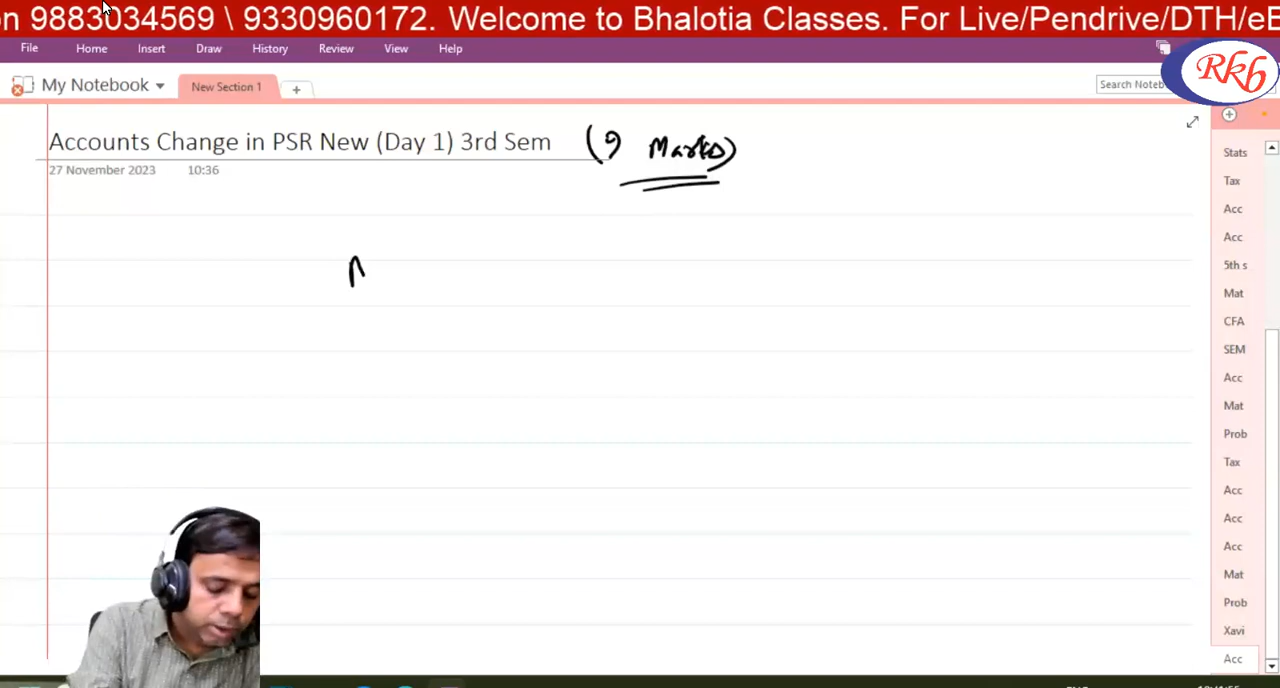 on 9883034569 \ 9330960172. Welcome to Bhalotia Classes. For Live/Pendrive/DTH/eB
File Home Insert Draw History Review View Help
Rkb
My Notebook New Section 1
Search Noteb
Accounts Change in PSR New (Day 1) 3rd Sem (9 Marks)
27 November 2023 10:36
Stats
Tax
Acc
Acc
5th s
Mat
CFA
SEM
Acc
Mat
Prob
Tax
Acc
Acc
Acc
Mat
Prob
Xavi
Acc